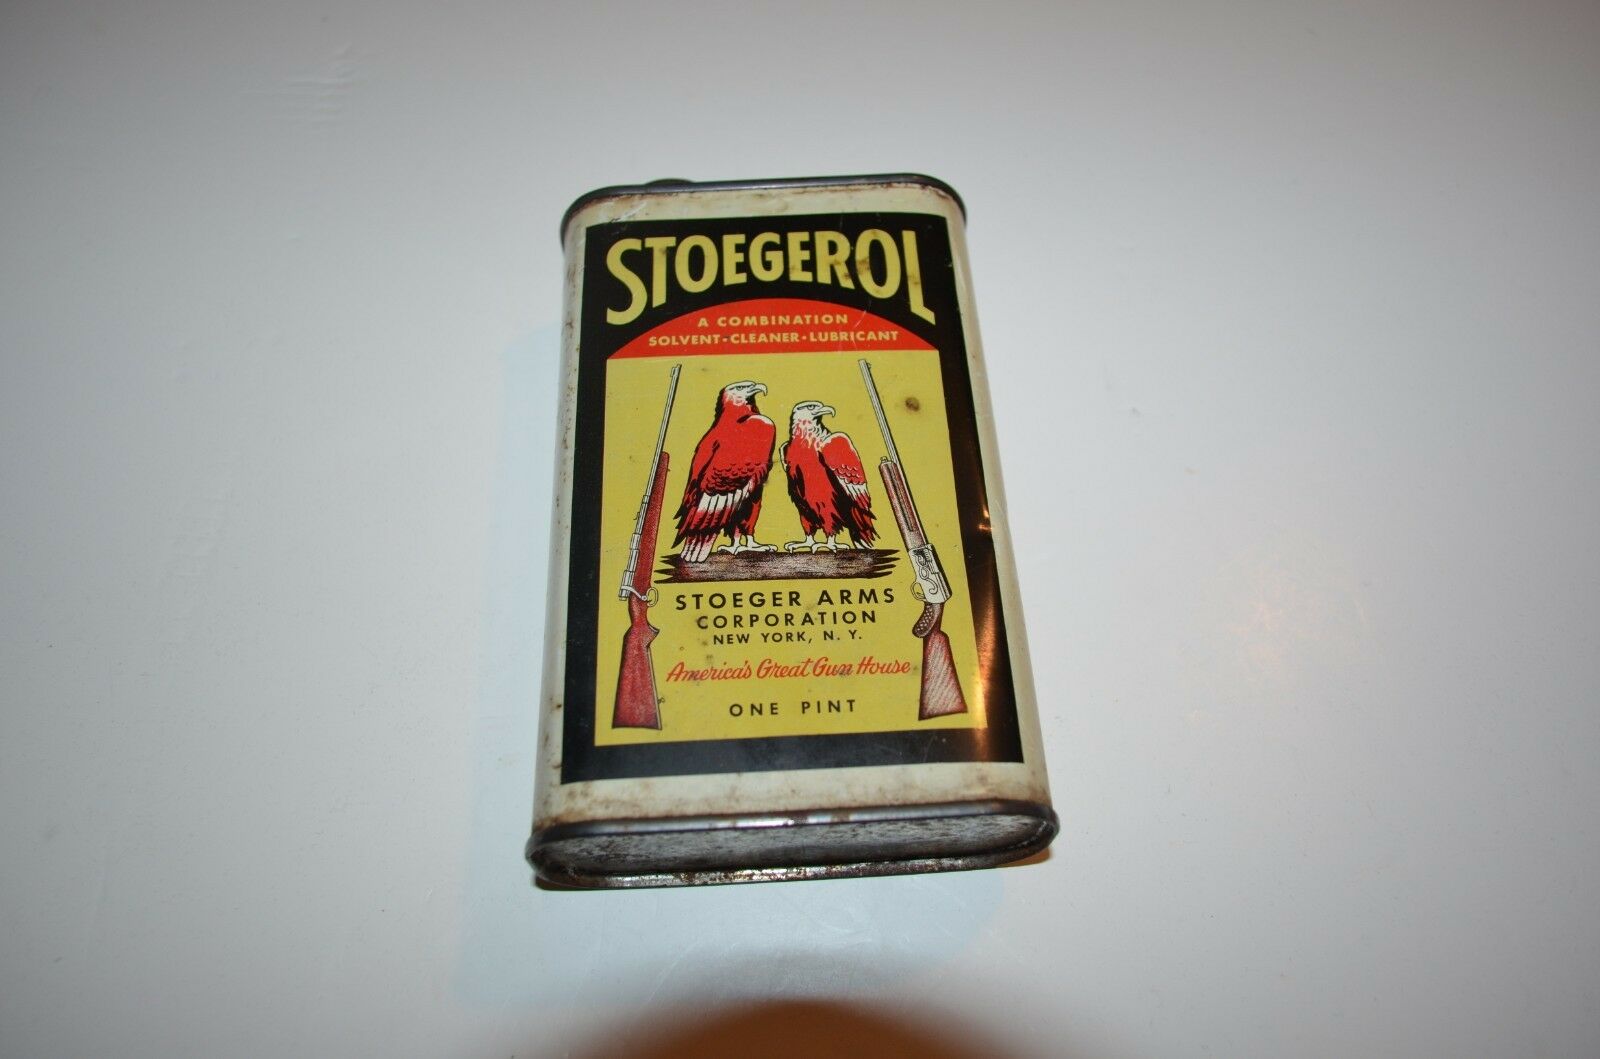 STOEGEROL
A COMBINATION
SOLVENT-CLEANER-LUBRICANT
STOEGER ARMS
CORPORATION
NEW YORK, N. Y.
America's Great Gun House
ONE PINT